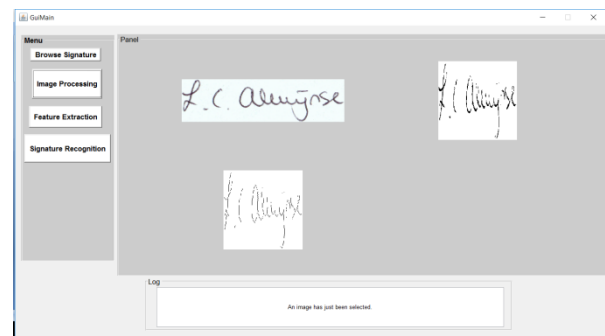 GuiMain
Menu
Browse Signature
Image Processing
Feature Extraction
Signature Recognition
Panel
L.C.
Log
An image has just been selected.